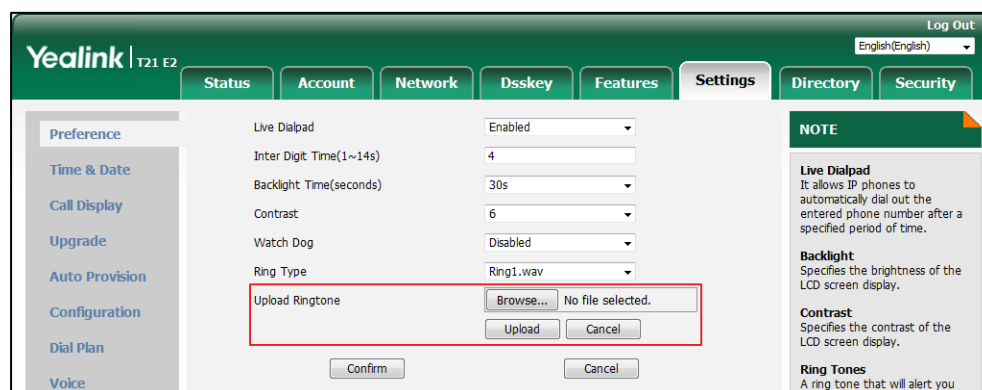 Log Out
English(English)
Yealink T21 E2
Status Account Network Dsskey Features Settings Directory Security
Preference
Time & Date
Call Display
Upgrade
Auto Provision
Configuration
Dial Plan
Voice
Live Dialpad Enabled
Inter Digit Time(1~14s) 4
Backlight Time(seconds) 30s
Contrast 6
Watch Dog Disabled
Ring Type Ring1.wav
Upload Ringtone Browse... No file selected.
Upload Cancel
Confirm Cancel
NOTE
Live Dialpad
It allows IP phones to
automatically dial out the
entered phone number after a
specified period of time.
Backlight
Specifies the brightness of the
LCD screen display.
Contrast
Specifies the contrast of the
LCD screen display.
Ring Tones
A ring tone that will alert you